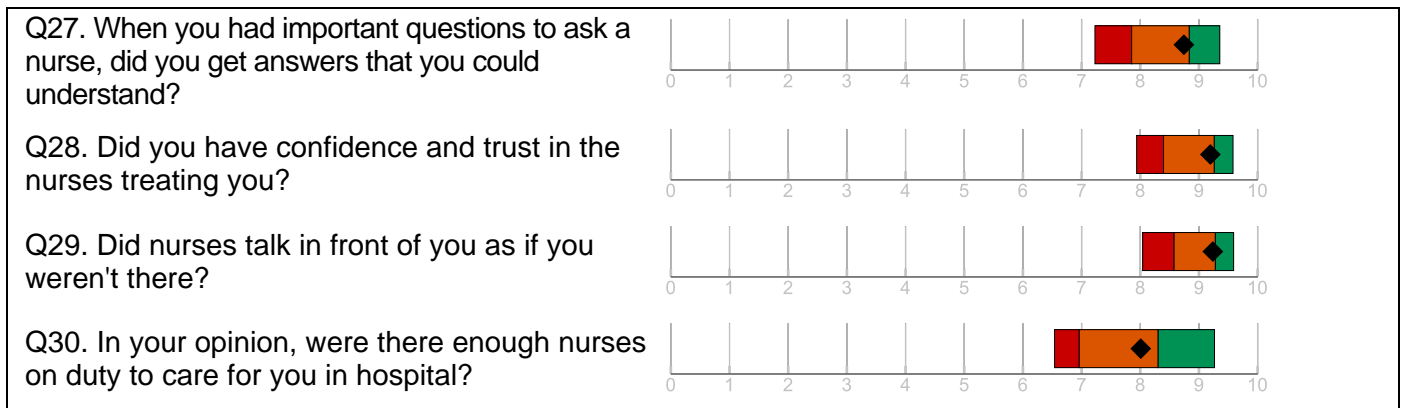 Q27. When you had important questions to ask a
nurse, did you get answers that you could
understand?
0 1 2 3 4 5 6 7 8 9 10
Q28. Did you have confidence and trust in the
nurses treating you?
0 1 2 3 4 5 6 7 8 9 10
Q29. Did nurses talk in front of you as if you
weren't there?
0 1 2 3 4 5 6 7 8 9 10
Q30. In your opinion, were there enough nurses
on duty to care for you in hospital?
0 1 2 3 4 5 6 7 8 9 10